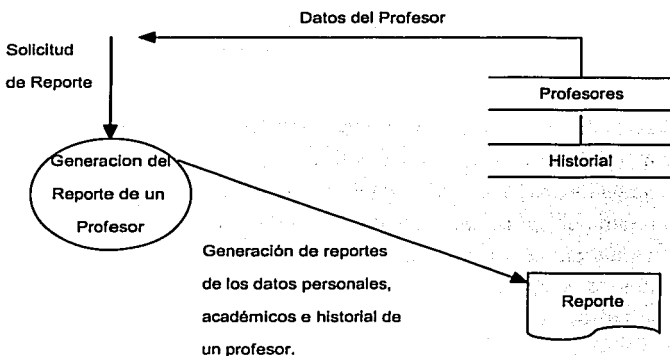 Datos del Profesor
Solicitud
de Reporte
Profesores
Historial
Generacion del
Reporte de un
Profesor
Generación de reportes
de los datos personales,
académicos e historial de
un profesor.
Reporte